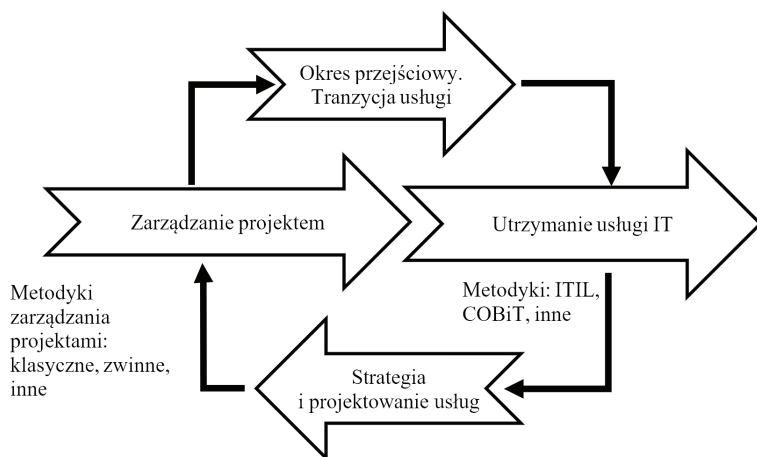 Okres przejściowy.
Tranzycja usługi
Zarządzanie projektem
Utrzymanie usługi IT
Metodyki
zarządzania
projektami:
klasyczne, zwinne,
inne
Metodyki: ITIL,
COBiT, inne
Strategia
i projektowanie usług